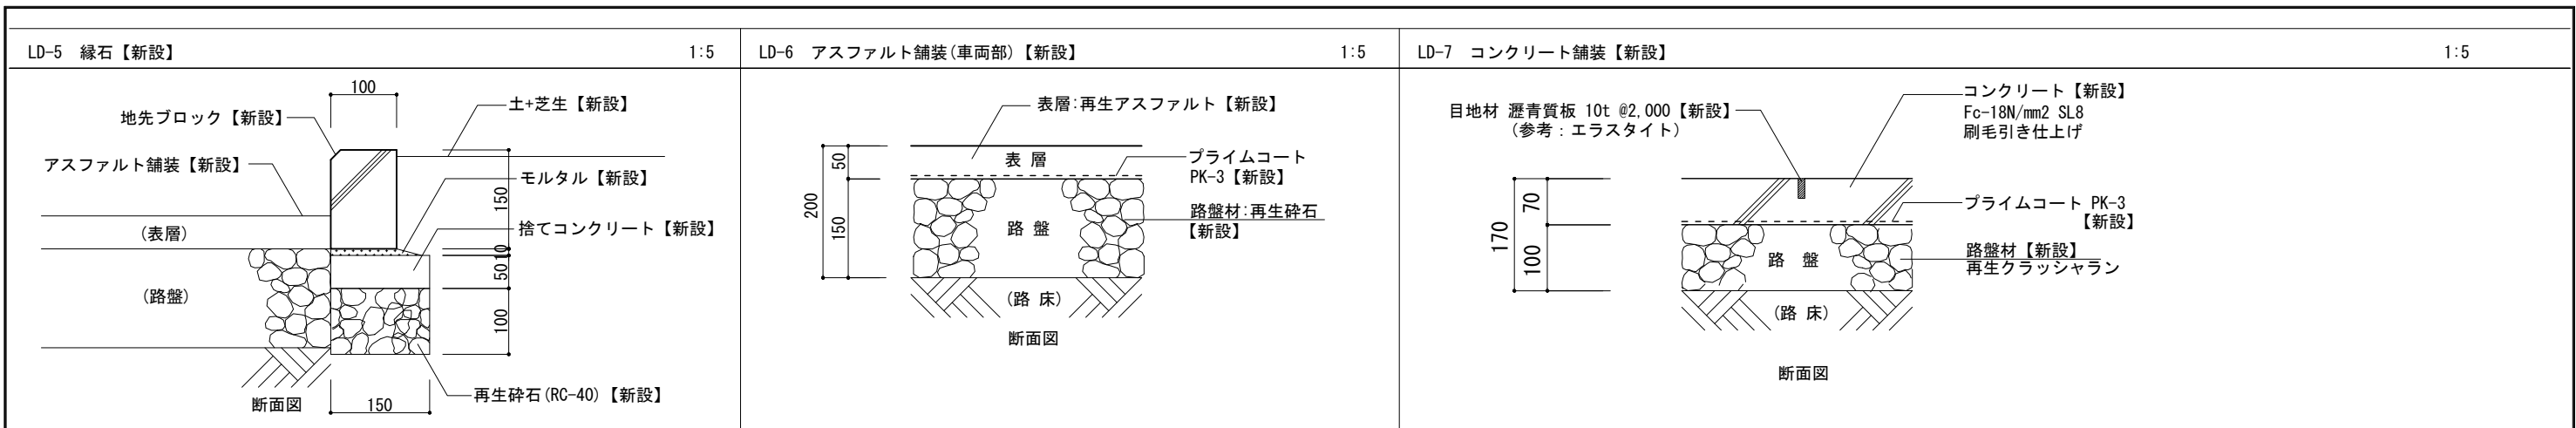 LD-5 縁石【新設】 1:5
100
土+芝生【新設】
地先ブロック【新設】
アスファルト舗装【新設】
モルタル【新設】
150
捨てコンクリート【新設】
(表層)
10
50
(路盤)
100
再生砕石(RC-40)【新設】
150
断面図
LD-6 アスファルト舗装(車両部)【新設】 1:5
表層:再生アスファルト【新設】
50
表 層
プライムコート
PK-3【新設】
200
150
路 盤
路盤材:再生砕石
【新設】
(路 床)
断面図
LD-7 コンクリート舗装【新設】 1:5
コンクリート【新設】
Fc-18N/mm2 SL8
刷毛引き仕上げ
目地材 瀝青質板 10t @2,000【新設】
(参考：エラスタイト)
70
170
100
プライムコート PK-3
【新設】
路盤材【新設】
再生クラッシャラン
路 盤
(路 床)
断面図